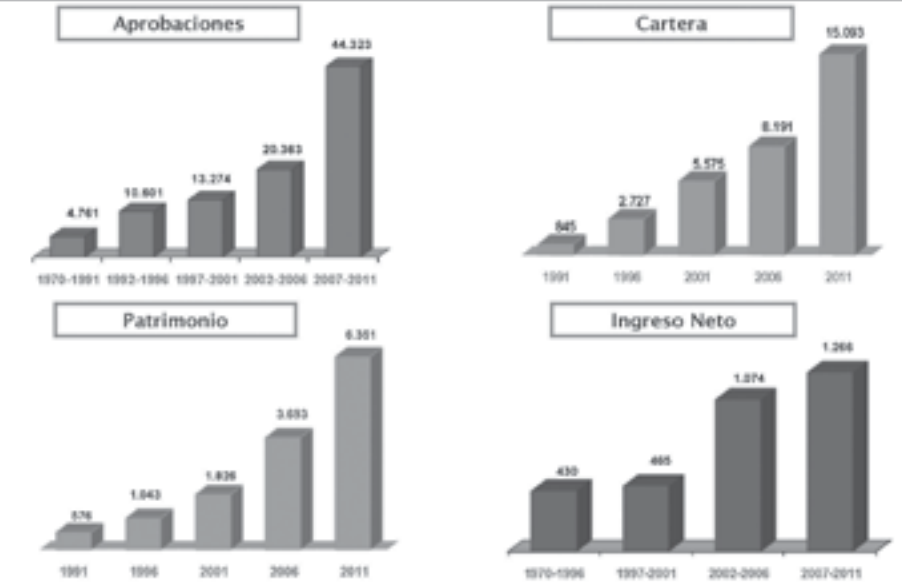 Aprobaciones
44.323
20.363
13.274
10.601
4.761
1970-1991 1992-1996 1997-2001 2002-2006 2007-2011
Cartera
15.093
8.191
5.575
2.727
845
1991 1996 2001 2006 2011
Patrimonio
6.351
1.826
1.043
576
1991 1996 2001 2006 2011
Ingreso Neto
1.266
1.074
465
430
1970-1996 1997-2001 2002-2006 2007-2011